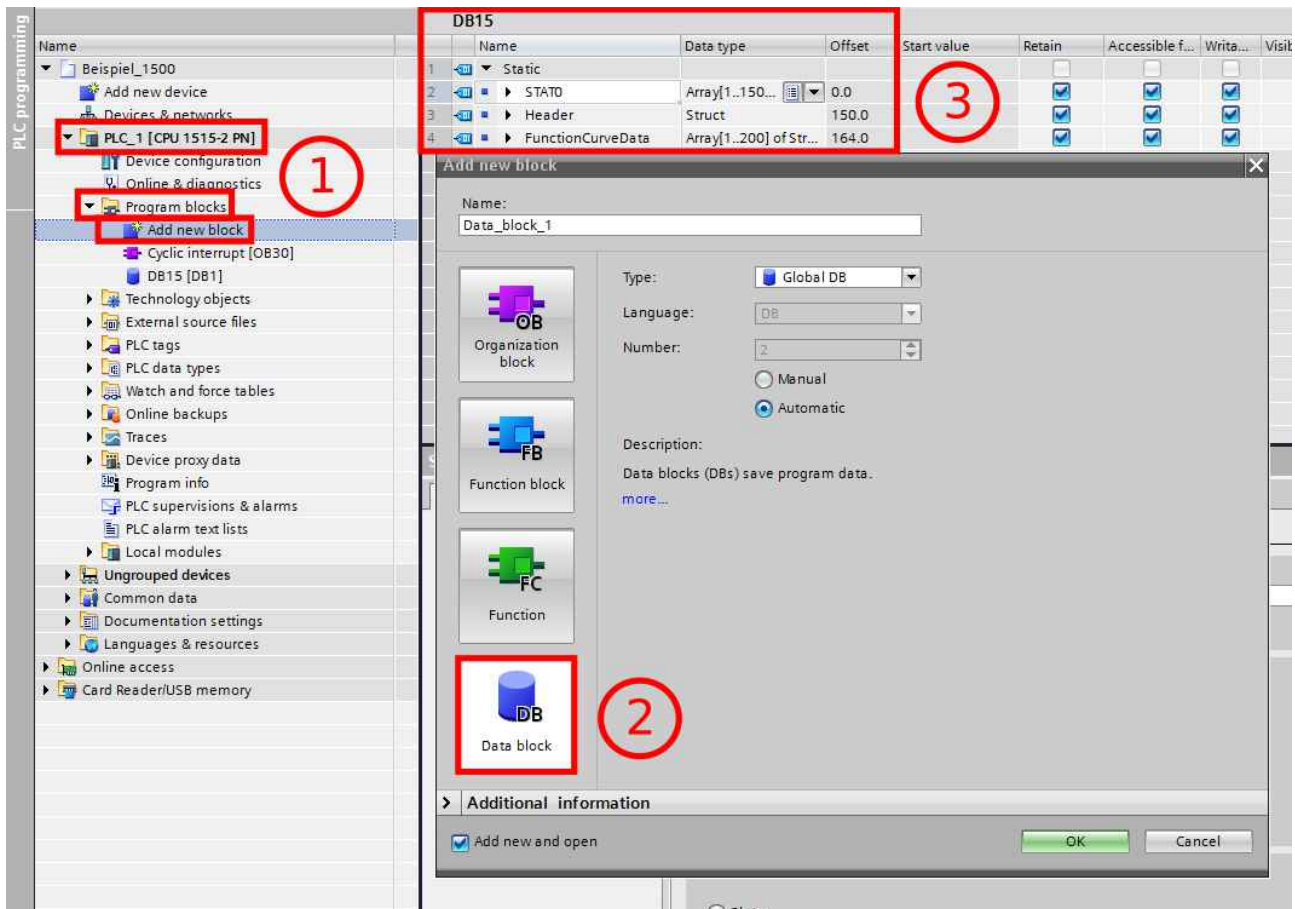 PLC programming
Name
Beispiel_1500
Add new device
Devices & networks
PLC_1 [CPU 1515-2 PN]
Device configuration
Online & diagnostics
Program blocks
Add new block
Cyclic interrupt [OB30]
DB15 [DB1]
Technology objects
External source files
PLC tags
PLC data types
Watch and force tables
Online backups
Traces
Device proxy data
Program info
PLC supervisions & alarms
PLC alarm text lists
Local modules
Ungrouped devices
Common data
Documentation settings
Languages & resources
Online access
Card Reader/USB memory
1
DB15
Name Data type Offset Start value Retain Accessible f... Writa... Visib
1 Static
2 STAT0 Array[1..150... 0.0
3 Header Struct 150.0
4 FunctionCurveData Array[1..200] of Str... 164.0
3
Add new block
Name:
Data_block_1
OB
Organization
block
FB
Function block
FC
Function
DB
Data block
2
Type: Global DB
Language: DB
Number: 2
Manual
Automatic
Description:
Data blocks (DBs) save program data.
more...
Additional information
Add new and open
OK Cancel